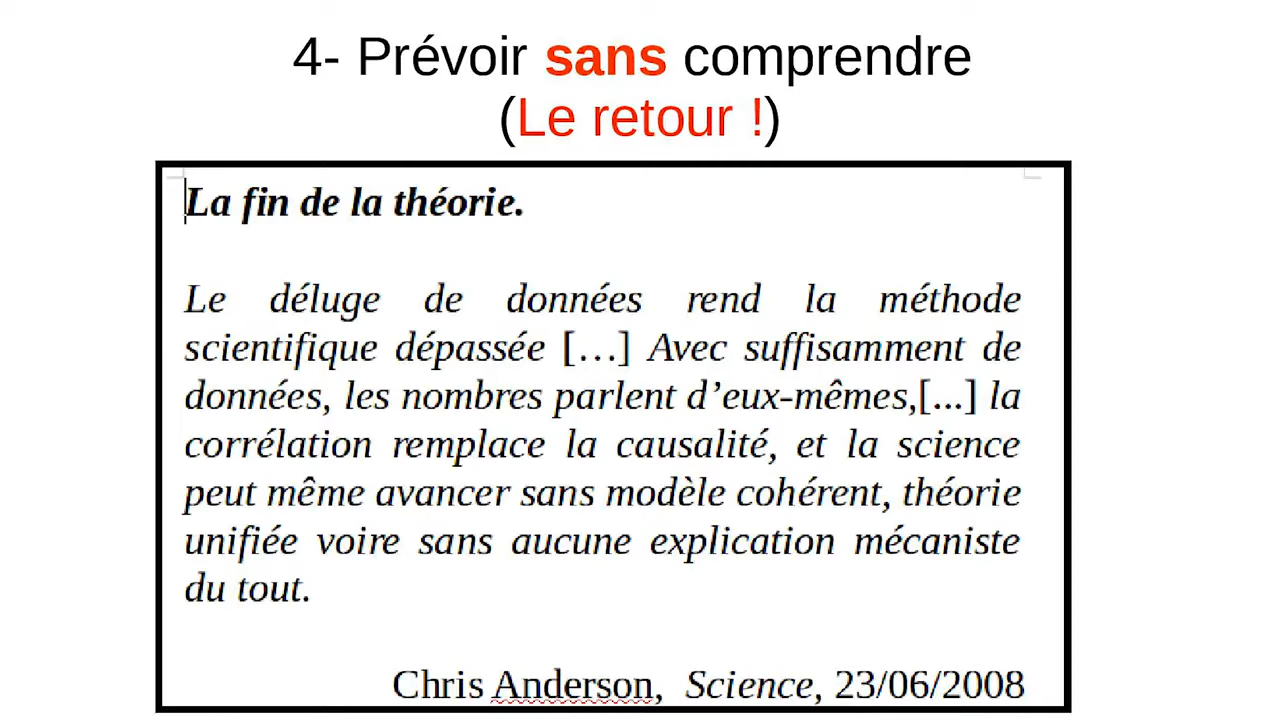 4- Prévoir sans comprendre
(Le retour !)
La fin de la théorie.
Le déluge de données rend la méthode
scientifique dépassée […] Avec suffisamment de
données, les nombres parlent d’eux-mêmes,[...] la
corrélation remplace la causalité, et la science
peut même avancer sans modèle cohérent, théorie
unifiée voire sans aucune explication mécaniste
du tout.
Chris Anderson, Science, 23/06/2008